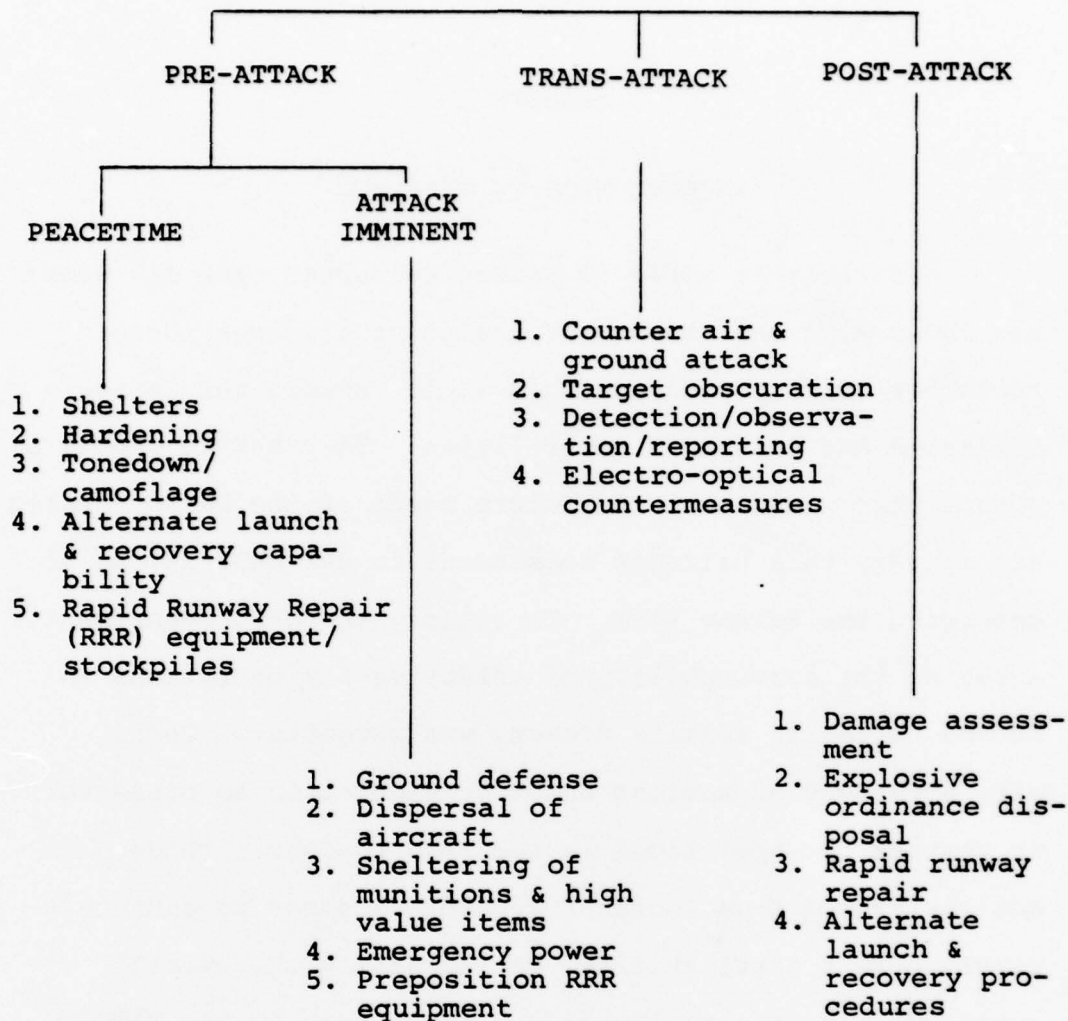 PRE-ATTACK
TRANS-ATTACK
POST-ATTACK
PEACETIME
ATTACK
IMMINENT
1. Shelters
2. Hardening
3. Tonedown/
camoflage
4. Alternate launch
& recovery capa-
bility
5. Rapid Runway Repair
(RRR) equipment/
stockpiles
1. Ground defense
2. Dispersal of
aircraft
3. Sheltering of
munitions & high
value items
4. Emergency power
5. Preposition RRR
equipment
1. Counter air &
ground attack
2. Target obscuration
3. Detection/observa-
tion/reporting
4. Electro-optical
countermeasures
1. Damage assess-
ment
2. Explosive
ordinance dis-
posal
3. Rapid runway
repair
4. Alternate
launch &
recovery pro-
cedures